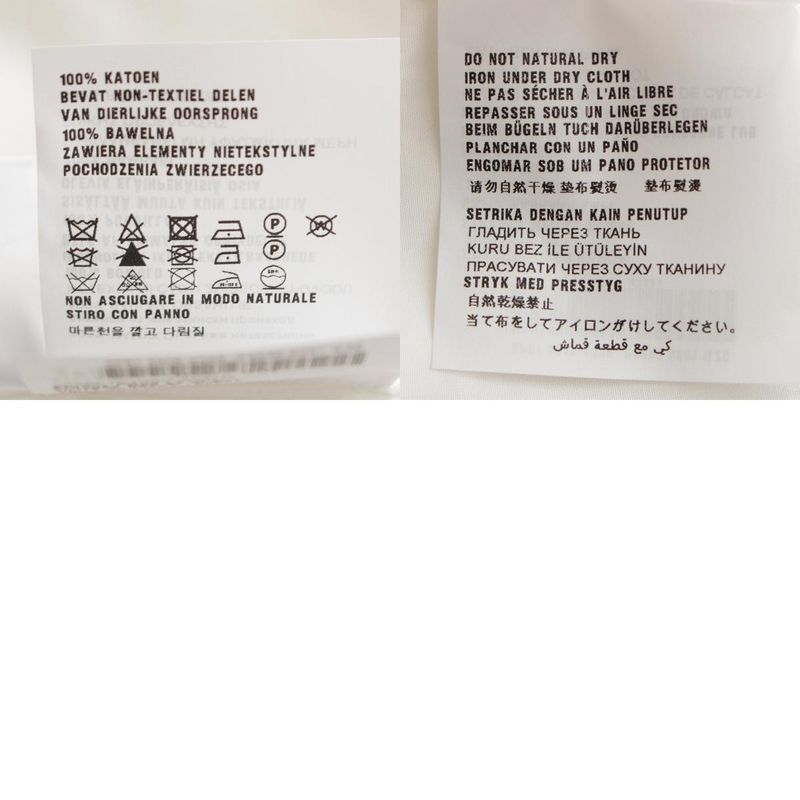 100% KATOEN
BEVAT NON-TEXTIEL DELEN
VAN DIERLIJKE OORSPRONG
100% BAWELNA
ZAWIERA ELEMENTY NIETEKSTYLNE
POCHODZENIA ZWIERZECEGO
P
P
W
NON ASCIUGARE IN MODO NATURALE
STIRO CON PANNO
마른천을 깔고 다림질
DO NOT NATURAL DRY
IRON UNDER DRY CLOTH
NE PAS SÉCHER À L'AIR LIBRE
REPASSER SOUS UN LINGE SEC
BEIM BÜGELN TUCH DARÜBERLEGEN
PLANCHAR CON UN PAÑO
ENGOMAR SOB UM PANO PROTETOR
请勿自然干燥 垫布熨烫 垫布熨烫
SETRIKA DENGAN KAIN PENUTUP
ГЛАДИТЬ ЧЕРЕЗ ТКАНЬ
KURU BEZ İLE ÜTÜLEYİN
ПРАСУВАТИ ЧЕРЕЗ СУХУ ТКАНИНУ
STRYK MED PRESSTYG
自然乾燥禁止
当て布をしてアイロンがけしてください。
كي مع قطعة قماش